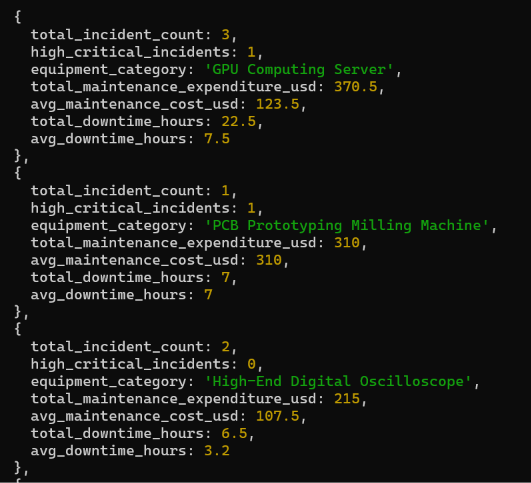 {
total_incident_count: 3,
high_critical_incidents: 1,
equipment_category: 'GPU Computing Server',
total_maintenance_expenditure_usd: 370.5,
avg_maintenance_cost_usd: 123.5,
total_downtime_hours: 22.5,
avg_downtime_hours: 7.5
},
{
total_incident_count: 1,
high_critical_incidents: 1,
equipment_category: 'PCB Prototyping Milling Machine',
total_maintenance_expenditure_usd: 310,
avg_maintenance_cost_usd: 310,
total_downtime_hours: 7,
avg_downtime_hours: 7
},
{
total_incident_count: 2,
high_critical_incidents: 0,
equipment_category: 'High-End Digital Oscilloscope',
total_maintenance_expenditure_usd: 215,
avg_maintenance_cost_usd: 107.5,
total_downtime_hours: 6.5,
avg_downtime_hours: 3.2
},